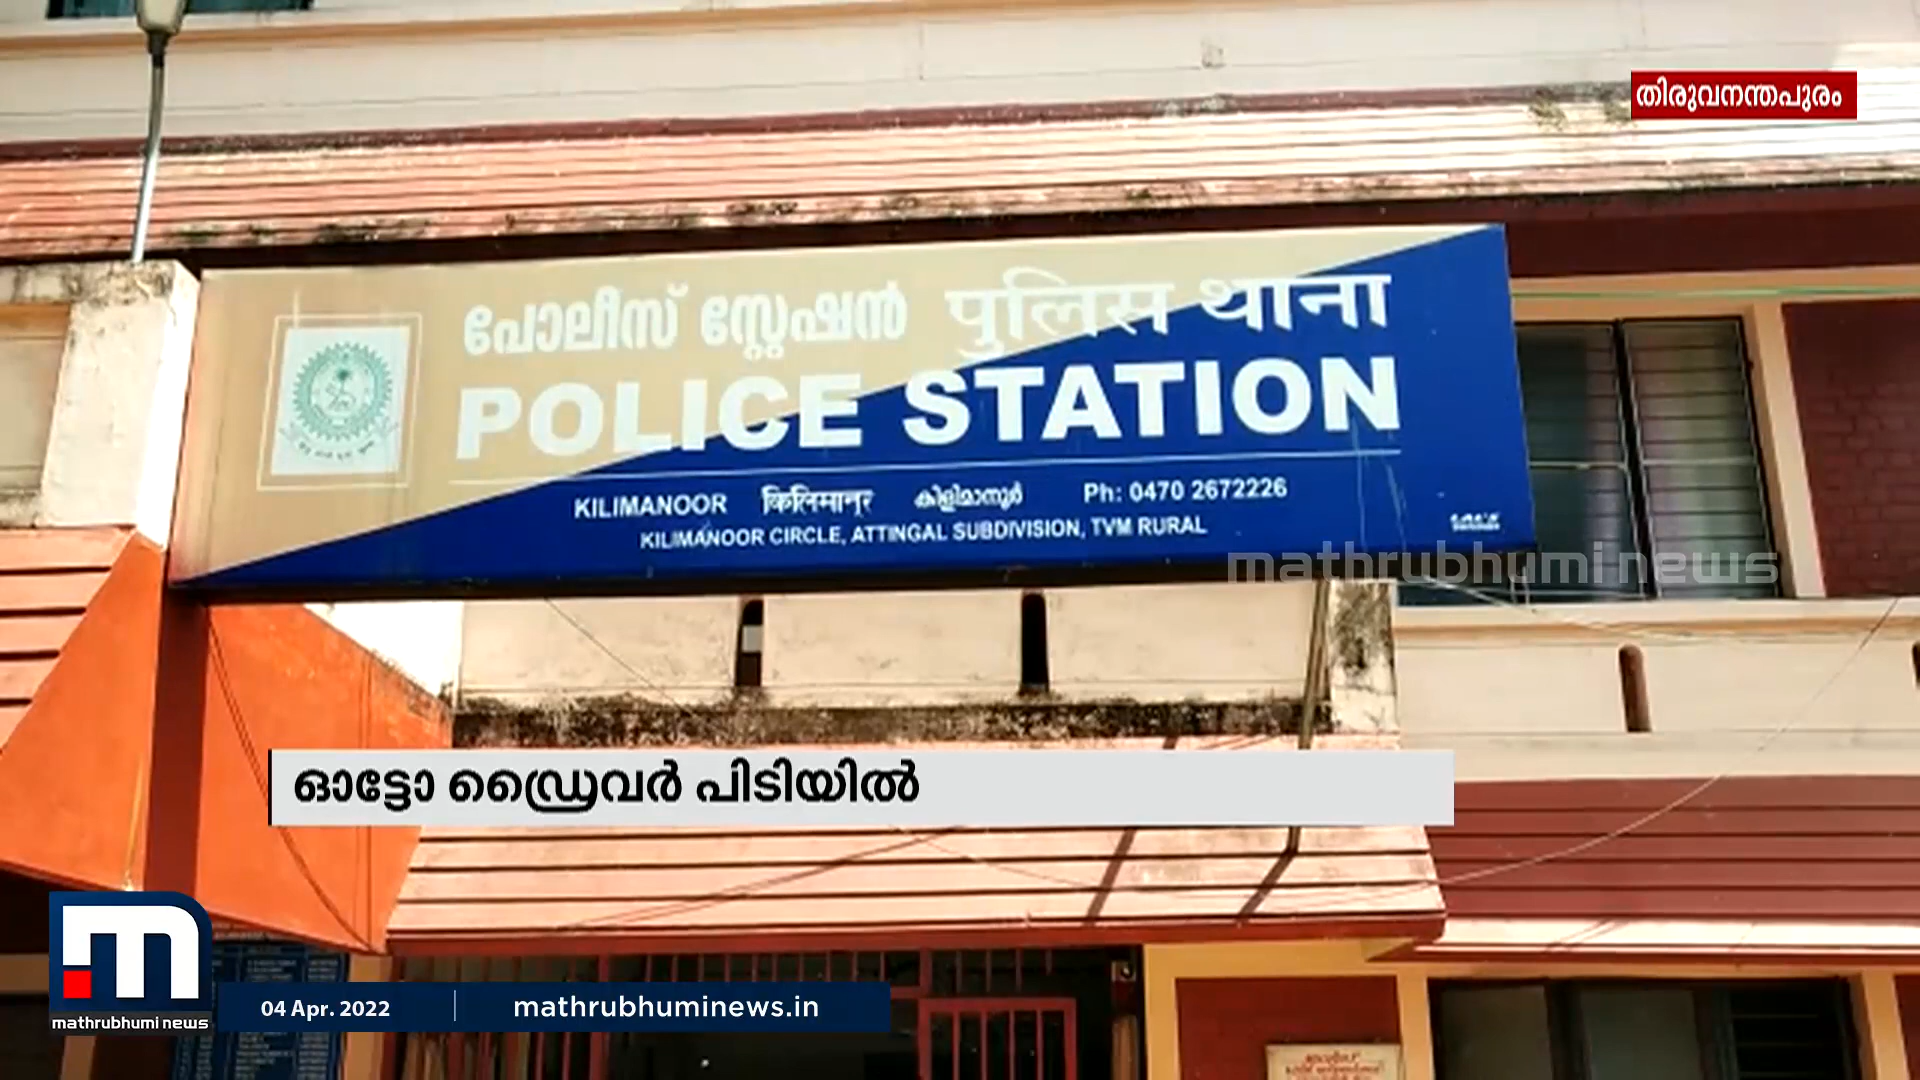 തിരുവനന്തപുരം
പോലീസ് സ്റ്റേഷൻ पुलिस थाना
POLICE STATION
KILIMANOOR किलिमानूर കിളിമാനൂർ Ph: 0470 2672226
KILIMANOOR CIRCLE, ATTINGAL SUBDIVISION, TVM RURAL
mathrubhumi news
ഓട്ടോ ഡ്രൈവർ പിടിയിൽ
mathrubhumi news
04 Apr. 2022
mathrubhuminews.in